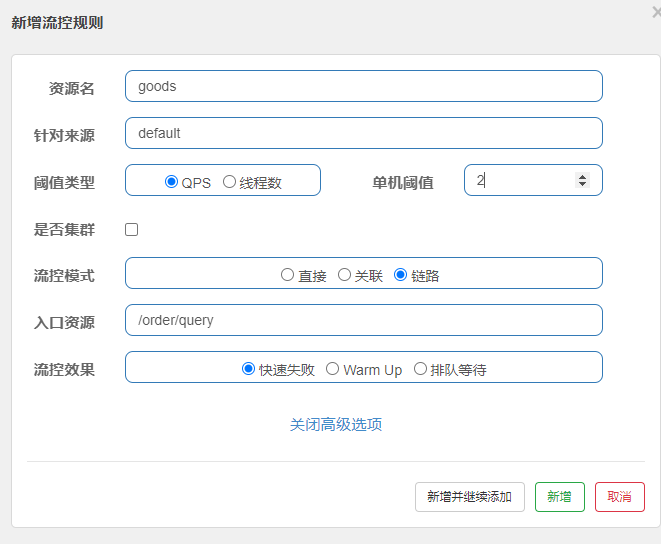 新增流控规则
资源名 goods
针对来源 default
阈值类型 QPS 线程数 单机阈值 2
是否集群
流控模式 直接 关联 链路
入口资源 /order/query
流控效果 快速失败 Warm Up 排队等待
关闭高级选项
新增并继续添加 新增 取消